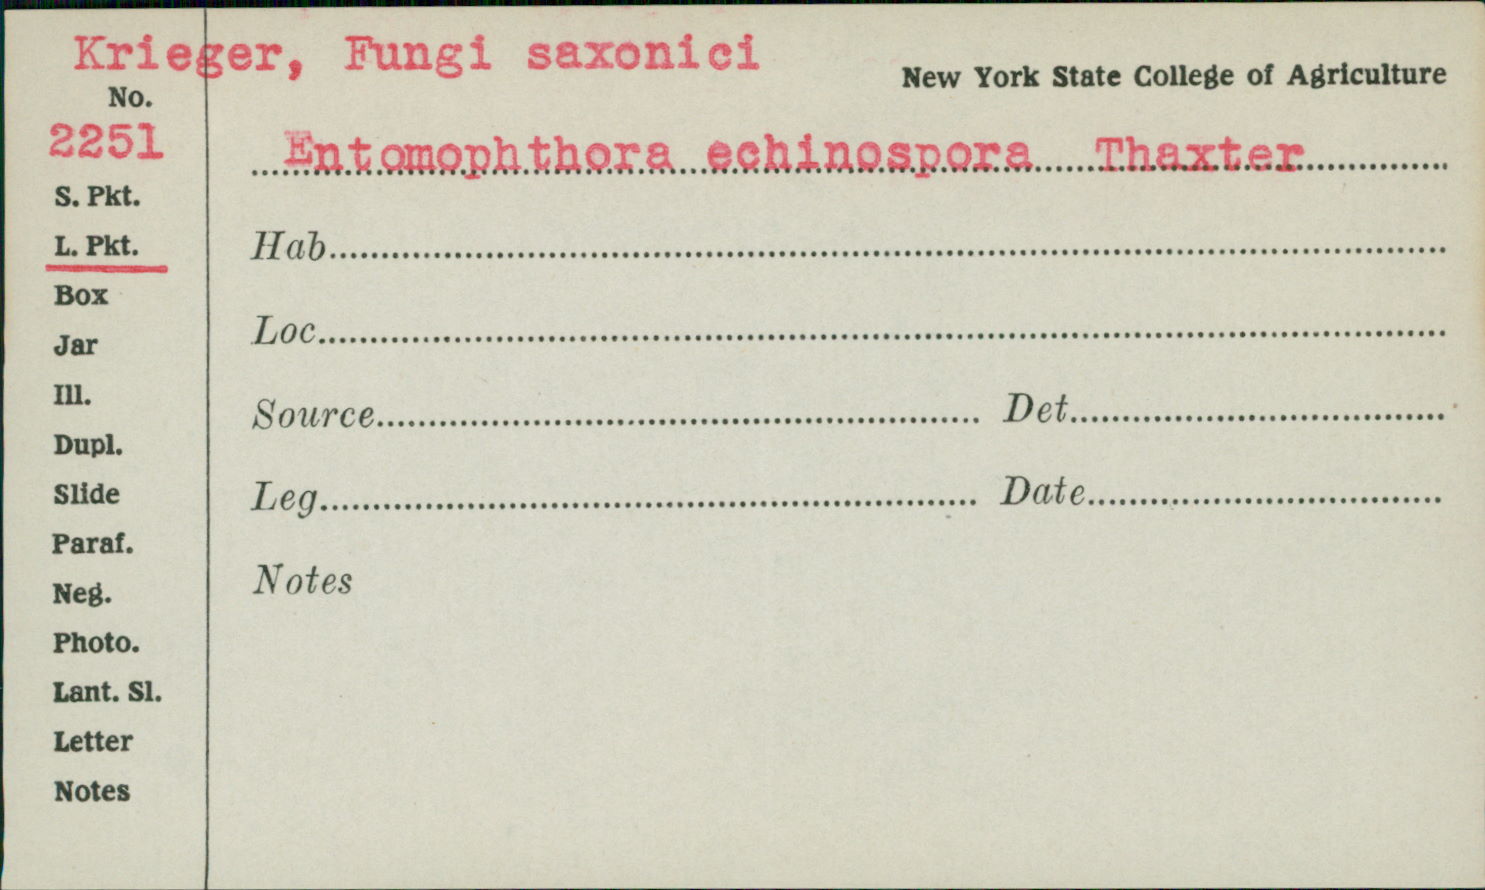 Krieger, Fungi saxonici
New York State College of Agriculture
No.
2251
Entomophthora echinospora Thaxter
S. Pkt.
L. Pkt.
Hab
Box
Loc
Jar
Ill.
Source Det
Dupl.
Slide
Leg Date
Paraf.
Notes
Neg.
Photo.
Lant. Sl.
Letter
Notes